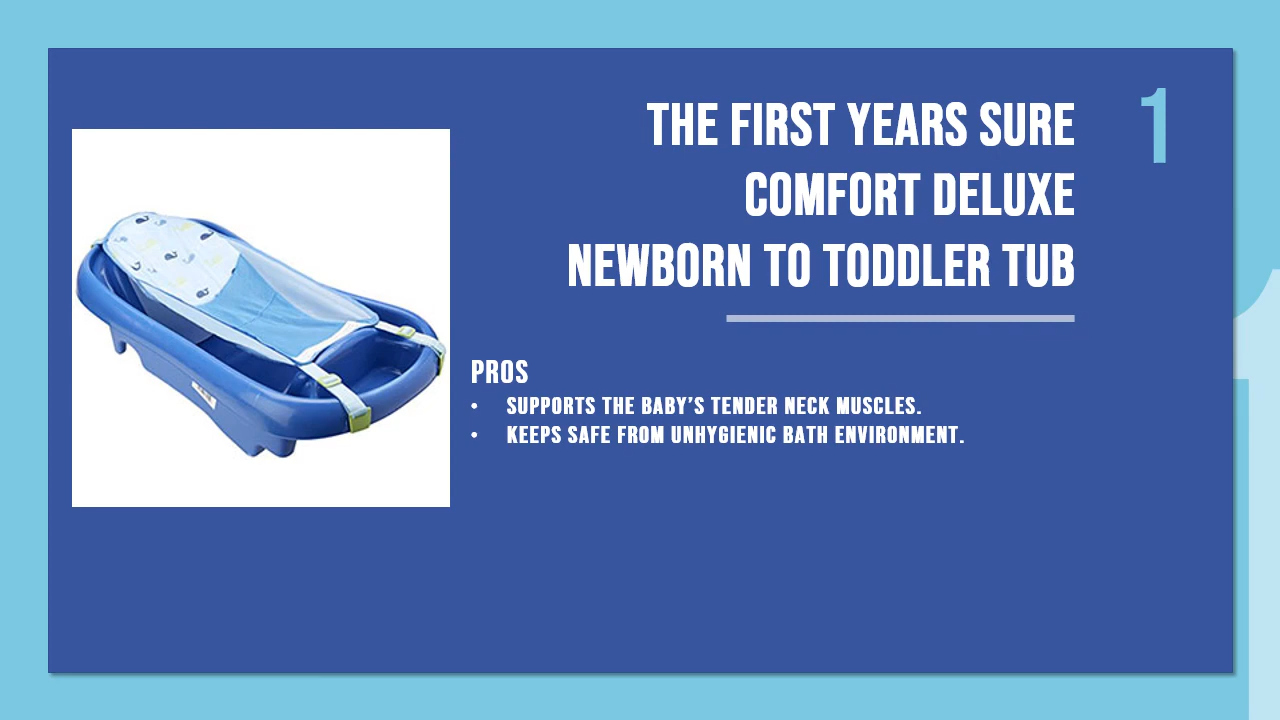 THE FIRST YEARS SURE
COMFORT DELUXE
NEWBORN TO TODDLER TUB
1
PROS
• SUPPORTS THE BABY'S TENDER NECK MUSCLES.
• KEEPS SAFE FROM UNHYGIENIC BATH ENVIRONMENT.